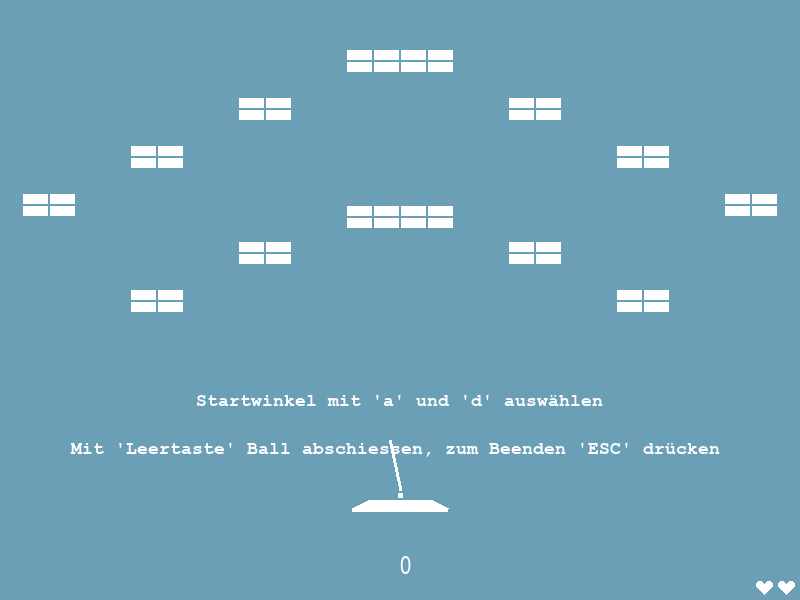 Startwinkel mit 'a' und 'd' auswählen
Mit 'Leertaste' Ball abschiessen, zum Beenden 'ESC' drücken
0